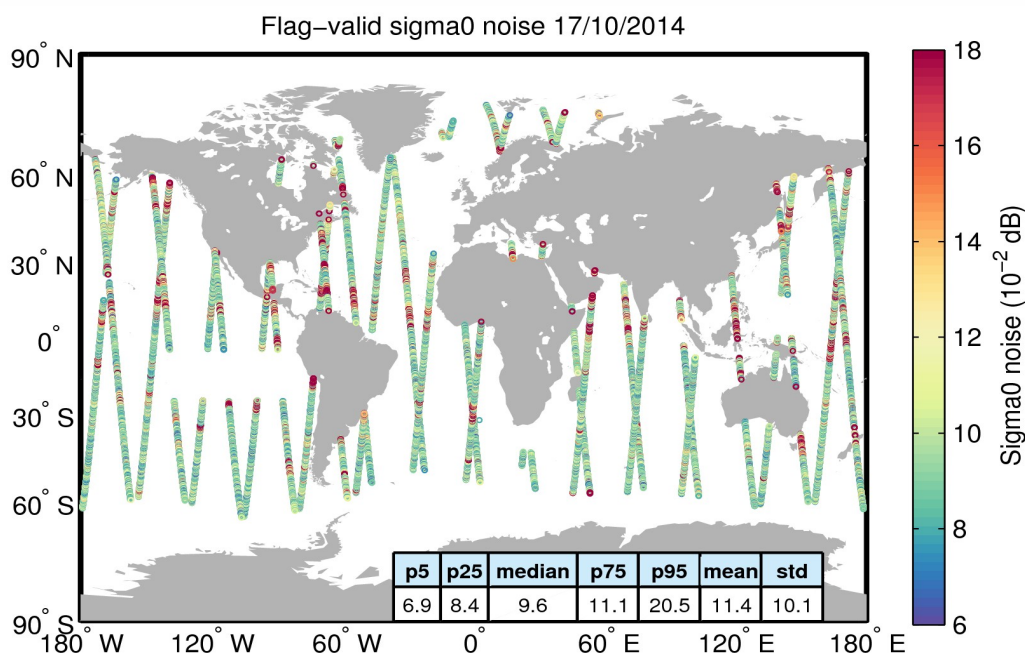 Flag−valid sigma0 noise 17/10/2014
90° N
60° N
30° N
0°
30° S
60° S
90° S
180° W
120° W
60° W
0°
60° E
120° E
180° E
p5 p25 median p75 p95 mean std
6.9 8.4 9.6 11.1 20.5 11.4 10.1
18
16
14
12
10
8
6
Sigma0 noise (10⁻² dB)